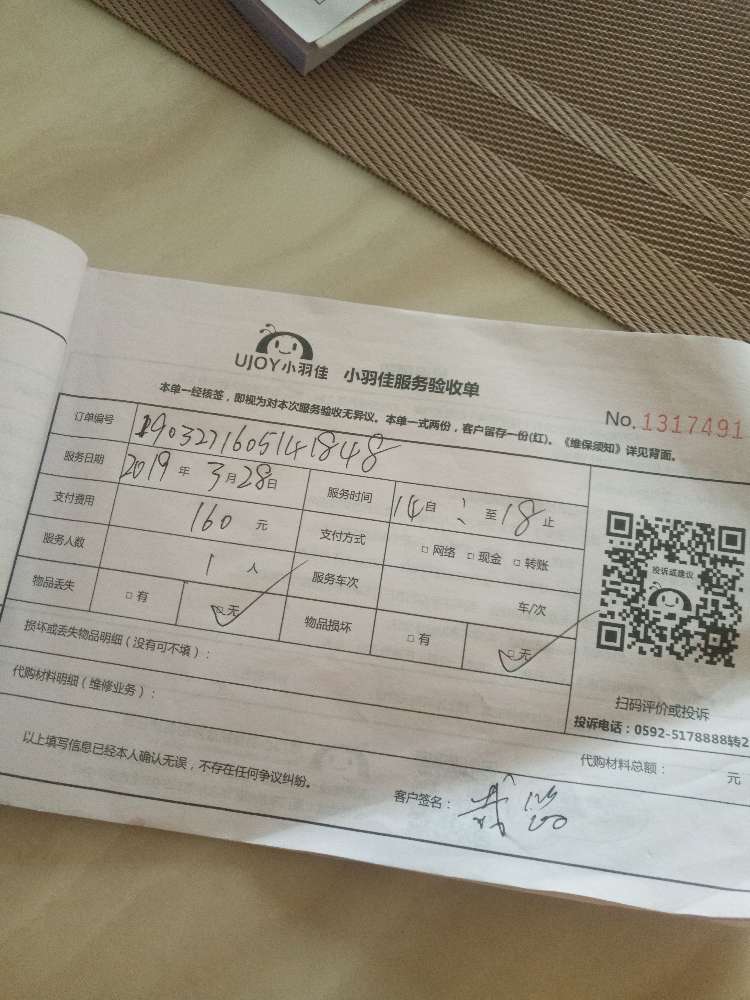 UJOY小羽佳 小羽佳服务验收单
No.1317491
本单一经核签，即视为对本次服务验收无异议。本单一式两份，客户留存一份(红)。《维保须知》详见背面。
订单编号 19032716051 41848
服务日期 2019 年 3 月 28 日 服务时间 14 自 : 至 18 止
支付费用 160 元 支付方式 □ 网络 □ 现金 □ 转账
服务人数 1 人 服务车次 车/次
物品丢失 □ 有 □ 无 物品损坏 □ 有 □ 无
损坏或丢失物品明细（没有可不填）：
代购材料明细（维修业务）：
投诉或建议
扫码评价或投诉
投诉电话：0592-5178888转2
代购材料总额： 元
以上填写信息已经本人确认无误，不存在任何争议纠纷。
客户签名：